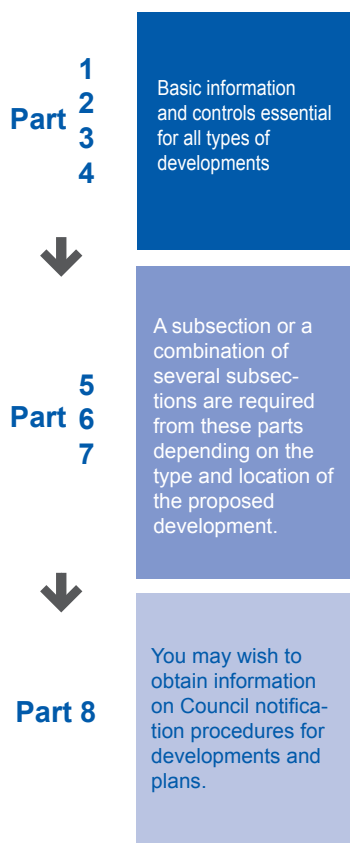 Part
1
2
3
4
Basic information
and controls essential
for all types of
developments
Part
5
6
7
A subsection or a
combination of
several subsec-
tions are required
from these parts
depending on the
type and location of
the proposed
development.
Part 8
You may wish to
obtain information
on Council notifica-
tion procedures for
developments and
plans.